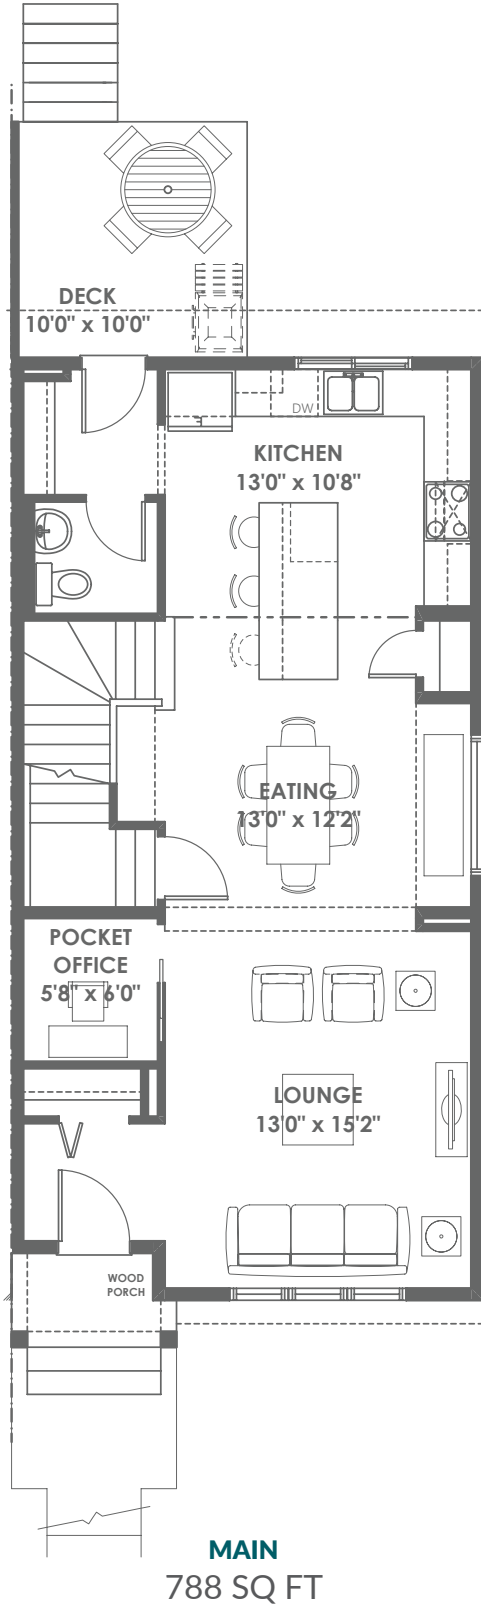 DECK
10'0" x 10'0"
DW
KITCHEN
13'0" x 10'8"
EATING
13'0" x 12'2"
POCKET
OFFICE
5'8" x 6'0"
LOUNGE
13'0" x 15'2"
WOOD
PORCH
MAIN
788 SQ FT